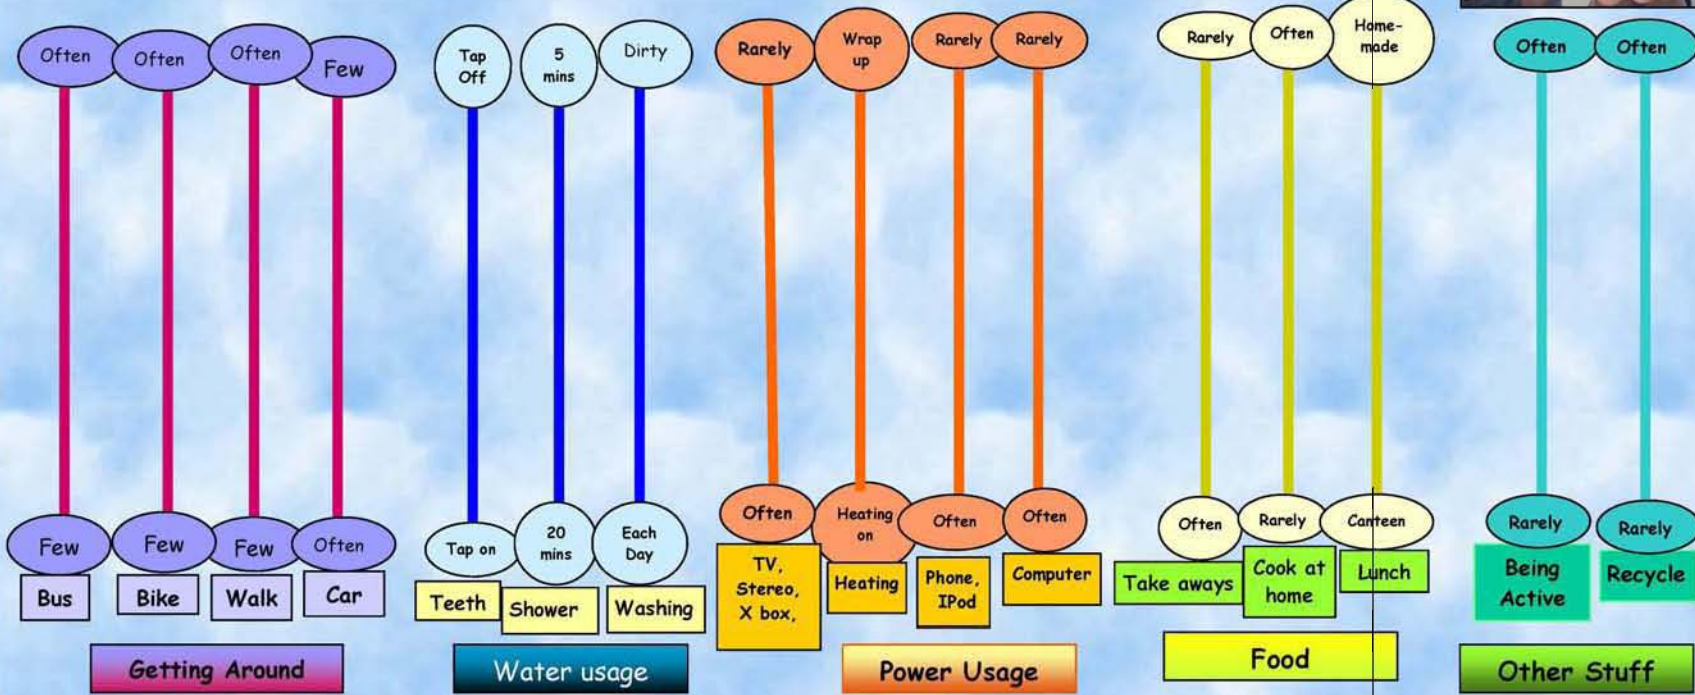 Often
Often
Often
Few
Tap
Off
5
mins
Dirty
Rarely
Wrap
up
Rarely
Rarely
Rarely
Often
Home-
made
Often
Often
Few
Few
Few
Often
Tap on
20
mins
Each
Day
Often
Heating
on
Often
Often
Often
Rarely
Canteen
Rarely
Rarely
Bus
Bike
Walk
Car
Teeth
Shower
Washing
TV,
Stereo,
X box,
Heating
Phone,
IPod
Computer
Take aways
Cook at
home
Lunch
Being
Active
Recycle
Getting Around
Water usage
Power Usage
Food
Other Stuff